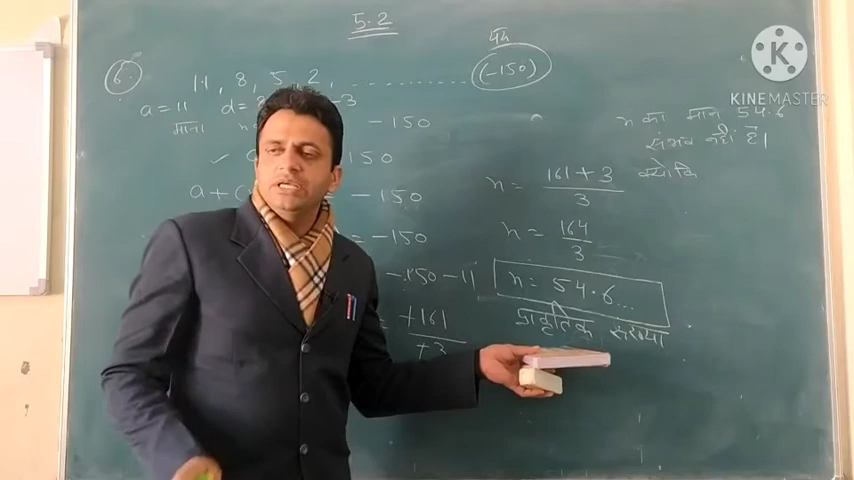 5.2
6. 11, 8, 5, 2, ............ (-150)
पद
a = 11 d = -3
माना - 150
✓ 150
a + - 150
= -150
- 150 - 11
= +161
+3
n = 161 + 3
3
n = 164
3
n = 54.6...
प्राकृतिक संख्या
n का मान 54.6
संभव नहीं है।
क्योंकि
K
KINEMASTER